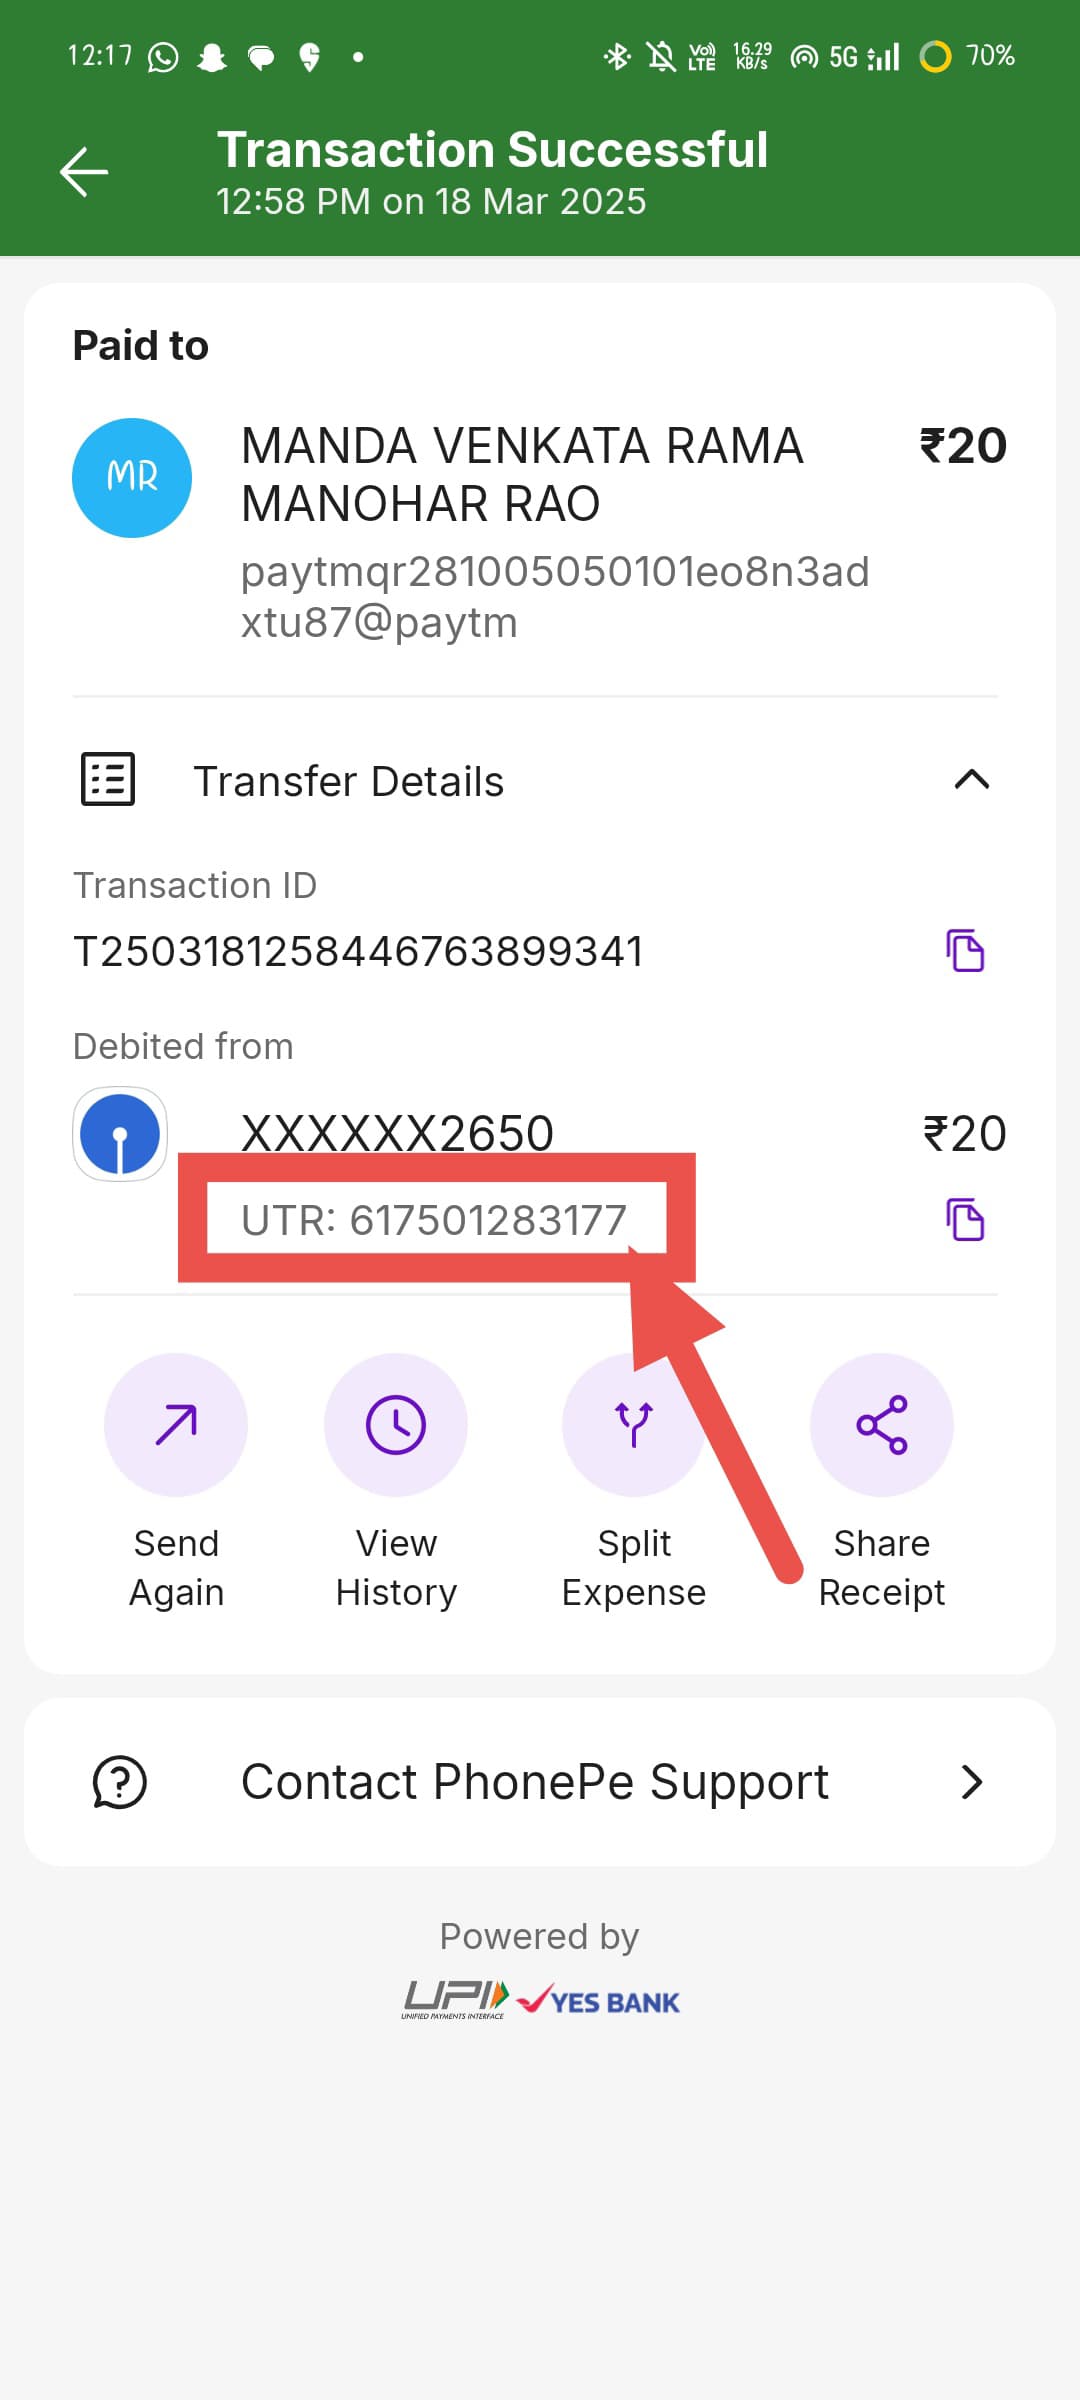 12:17
VoD LTE 16.29 KB/s 5G 70%
Transaction Successful
12:58 PM on 18 Mar 2025
Paid to
MR
MANDA VENKATA RAMA ₹20
MANOHAR RAO
paytmqr281005050101eo8n3ad
xtu87@paytm
Transfer Details
Transaction ID
T2503181258446763899341
Debited from
XXXXXX2650 ₹20
UTR: 617501283177
Send View Split Share
Again History Expense Receipt
Contact PhonePe Support
Powered by
UPI YES BANK
UNIFIED PAYMENTS INTERFACE